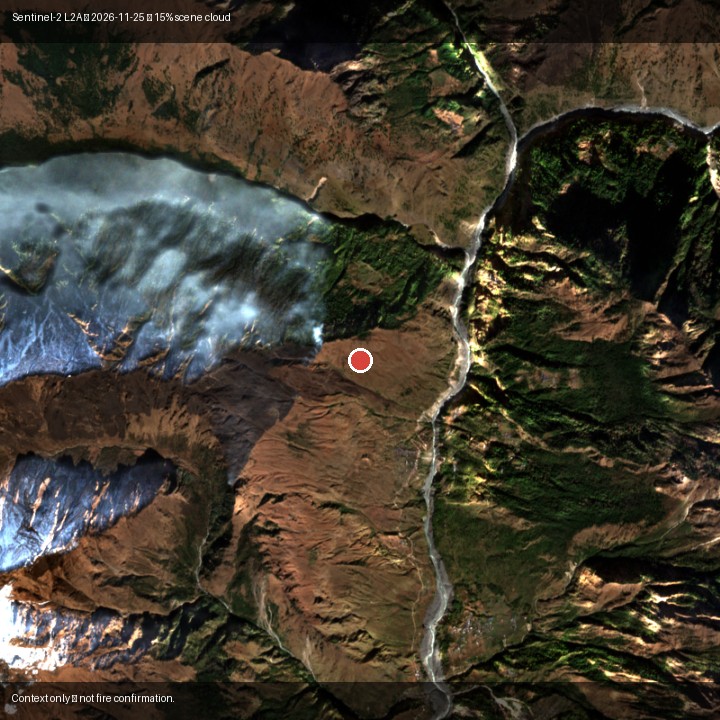 Sentinel-2 L2A▯2026-11-25▯15% scene cloud
Context only▯not fire confirmation.